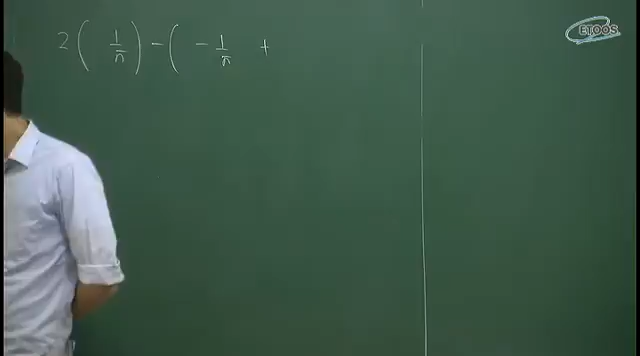 2 ( 1/π ) - ( - 1/π +
ETOOS